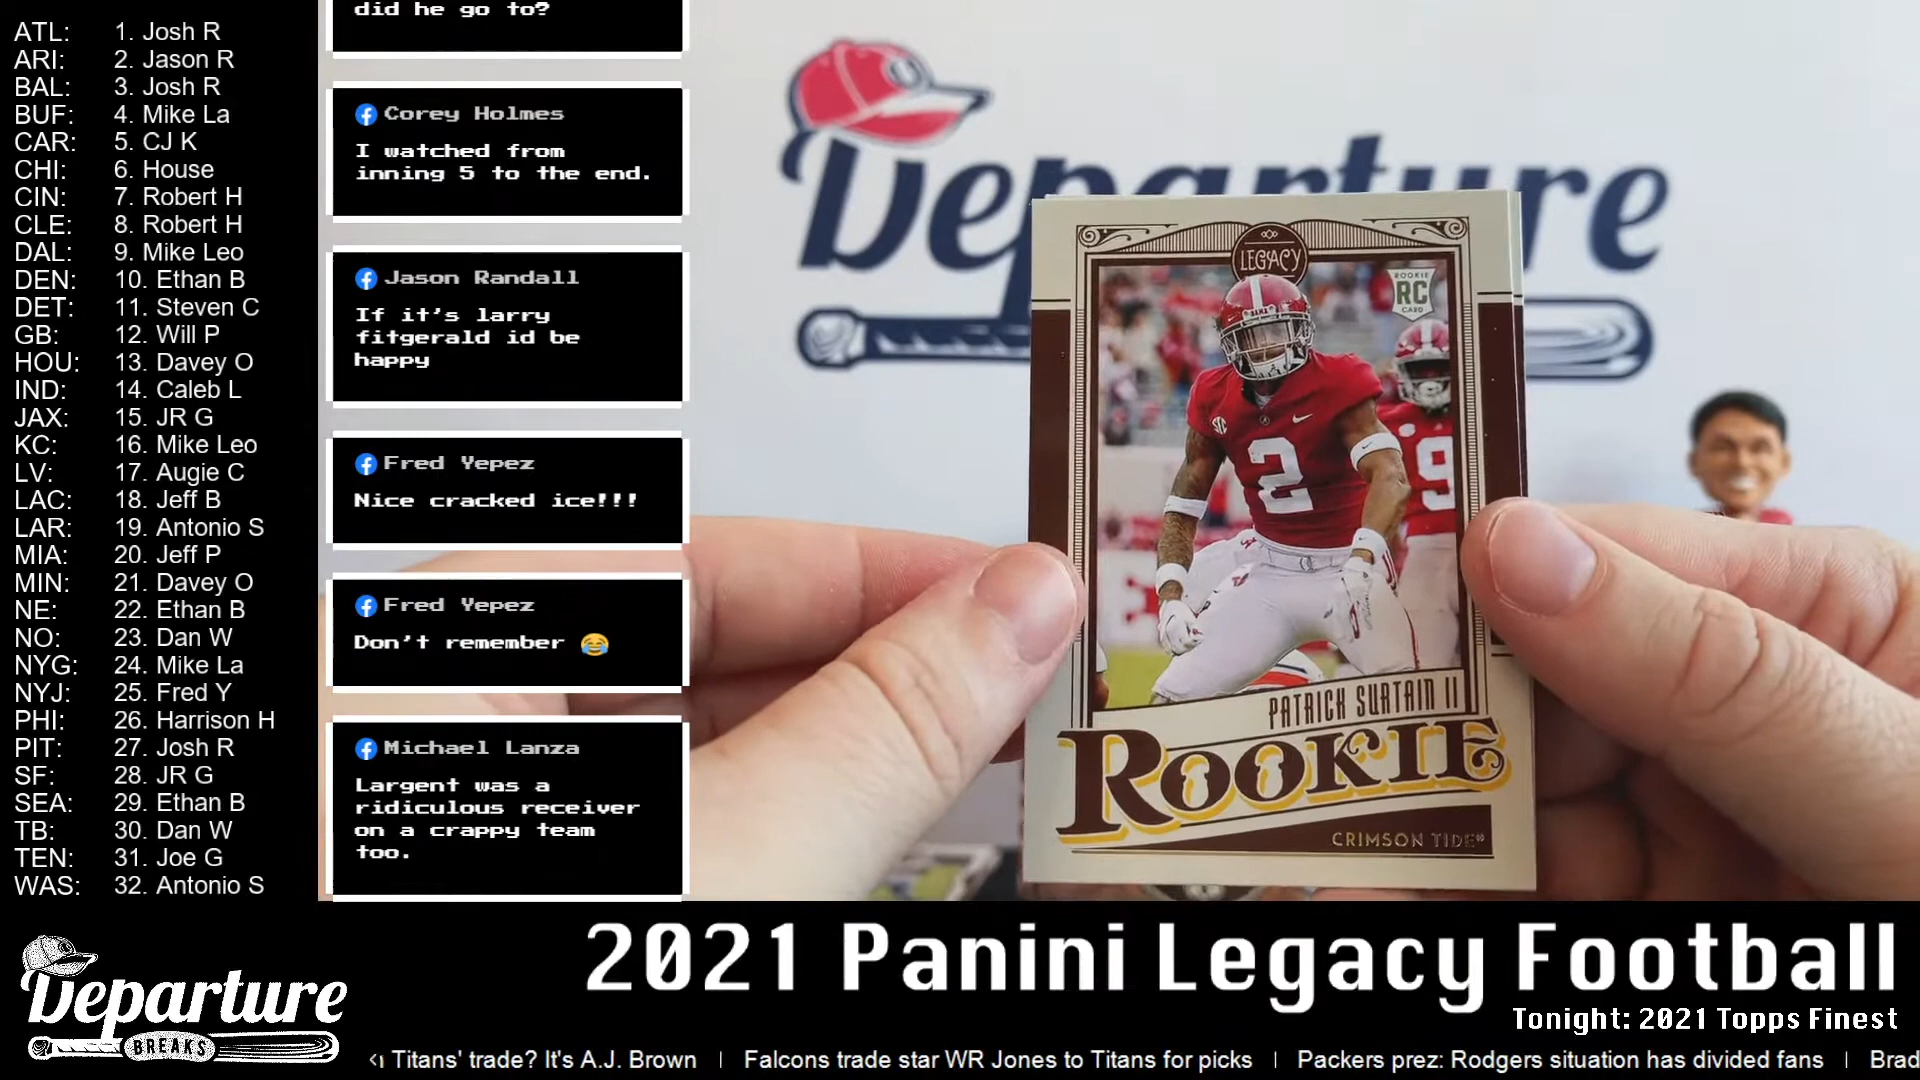 ATL: 1. Josh R
ARI: 2. Jason R
BAL: 3. Josh R
BUF: 4. Mike La
CAR: 5. CJ K
CHI: 6. House
CIN: 7. Robert H
CLE: 8. Robert H
DAL: 9. Mike Leo
DEN: 10. Ethan B
DET: 11. Steven C
GB: 12. Will P
HOU: 13. Davey O
IND: 14. Caleb L
JAX: 15. JR G
KC: 16. Mike Leo
LV: 17. Augie C
LAC: 18. Jeff B
LAR: 19. Antonio S
MIA: 20. Jeff P
MIN: 21. Davey O
NE: 22. Ethan B
NO: 23. Dan W
NYG: 24. Mike La
NYJ: 25. Fred Y
PHI: 26. Harrison H
PIT: 27. Josh R
SF: 28. JR G
SEA: 29. Ethan B
TB: 30. Dan W
TEN: 31. Joe G
WAS: 32. Antonio S
did he go to?
Corey Holmes
I watched from
inning 5 to the end.
Jason Randall
If it's larry
fitgerald id be
happy
Fred Yepez
Nice cracked ice!!!
Fred Yepez
Don't remember 😂
Michael Lanza
Largent was a
ridiculous receiver
on a crappy team
too.
Departure
LEGACY
ROOKIE
RC
CARD
BAMA
SEC
2
9
PATRICK SURTAIN II
ROOKIE
CRIMSON TIDE®
Departure
BREAKS
2021 Panini Legacy Football
Tonight: 2021 Topps Finest
Titans' trade? It's A.J. Brown | Falcons trade star WR Jones to Titans for picks | Packers prez: Rodgers situation has divided fans | Brad